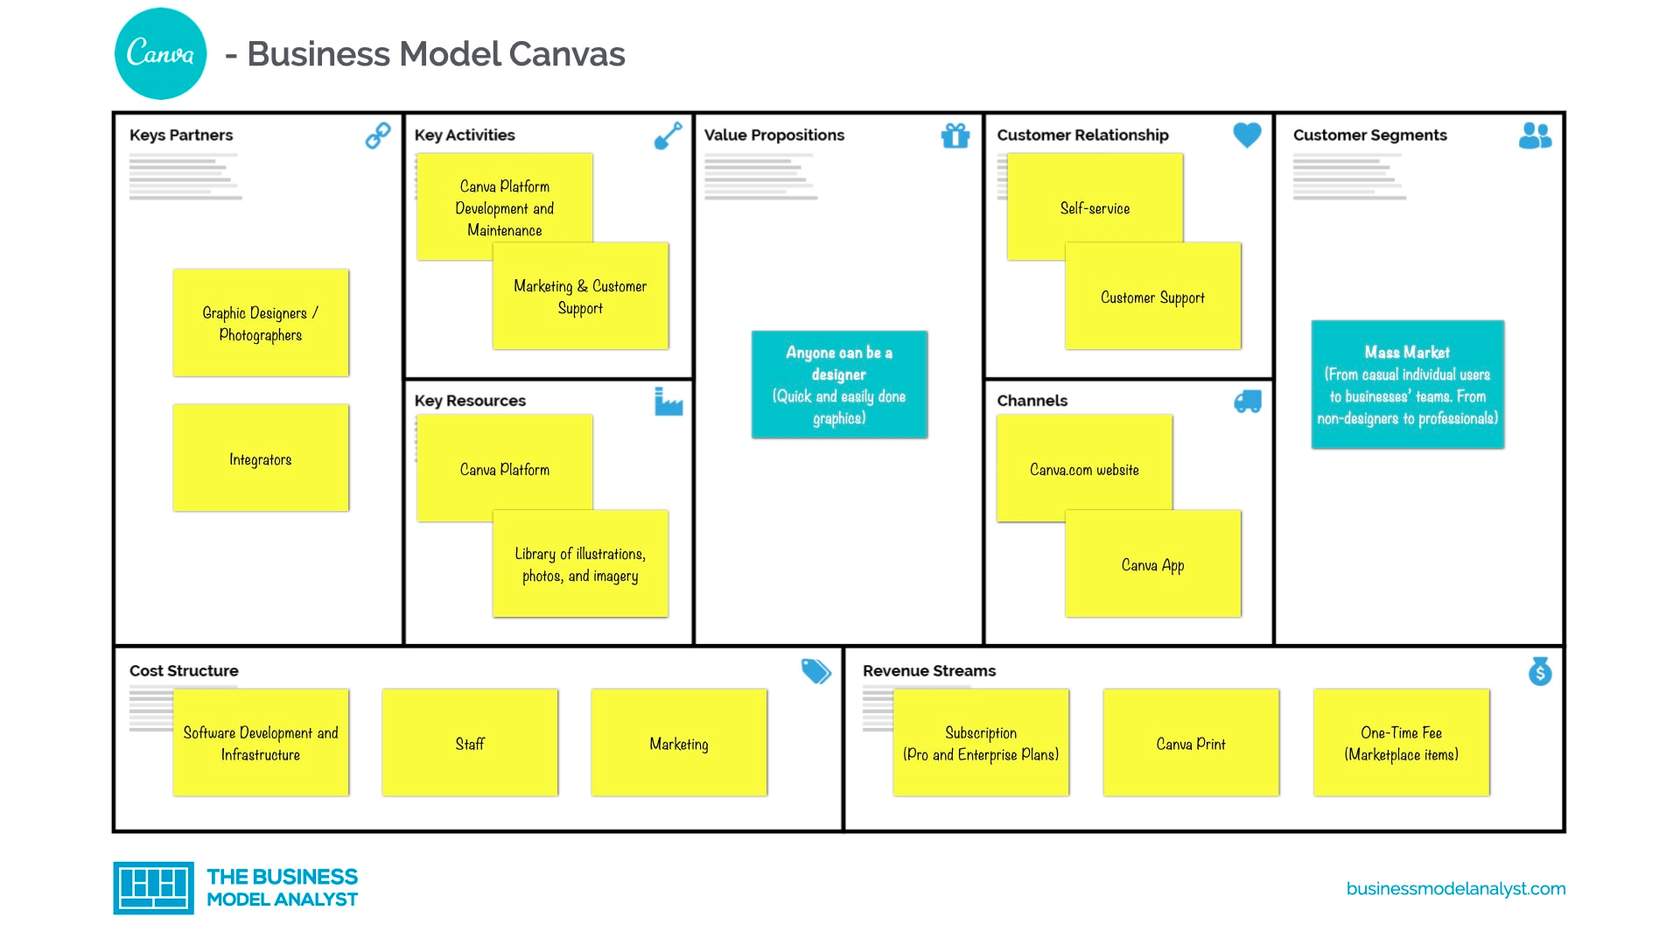 Canva
- Business Model Canvas
Keys Partners
Graphic Designers /
Photographers
Integrators
Key Activities
Canva Platform
Development and
Maintenance
Marketing & Customer
Support
Key Resources
Canva Platform
Library of illustrations,
photos, and imagery
Value Propositions
Anyone can be a
designer
(Quick and easily done
graphics)
Customer Relationship
Self-service
Customer Support
Channels
Canva.com website
Canva App
Customer Segments
Mass Market
(From casual individual users
to businesses’ teams. From
non-designers to professionals)
Cost Structure
Software Development and
Infrastructure
Staff
Marketing
Revenue Streams
Subscription
(Pro and Enterprise Plans)
Canva Print
One-Time Fee
(Marketplace items)
THE BUSINESS
MODEL ANALYST
businessmodelanalyst.com